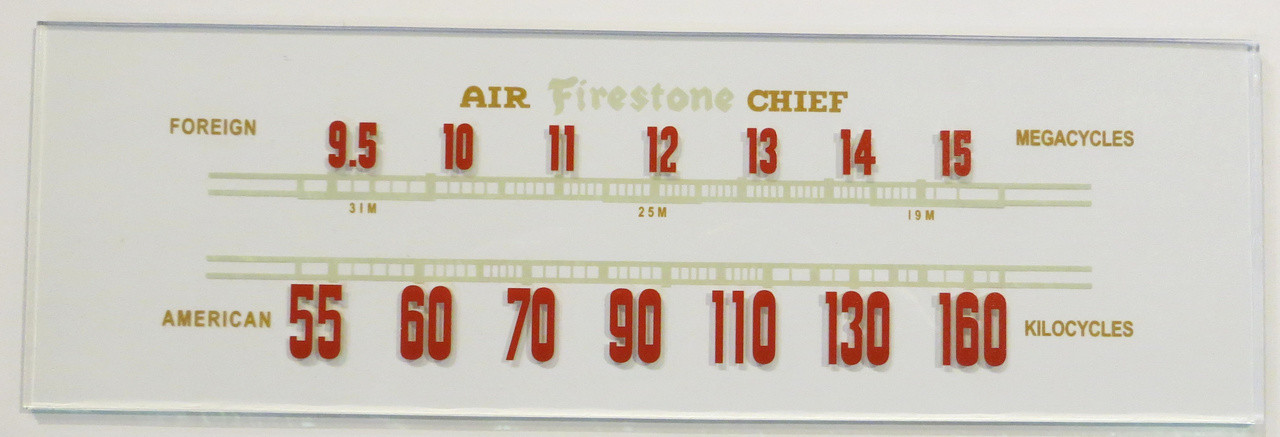 AIR Firestone CHIEF
FOREIGN 9.5 10 11 12 13 14 15 MEGACYCLES
31M 25M 19M
AMERICAN 55 60 70 90 110 130 160 KILOCYCLES